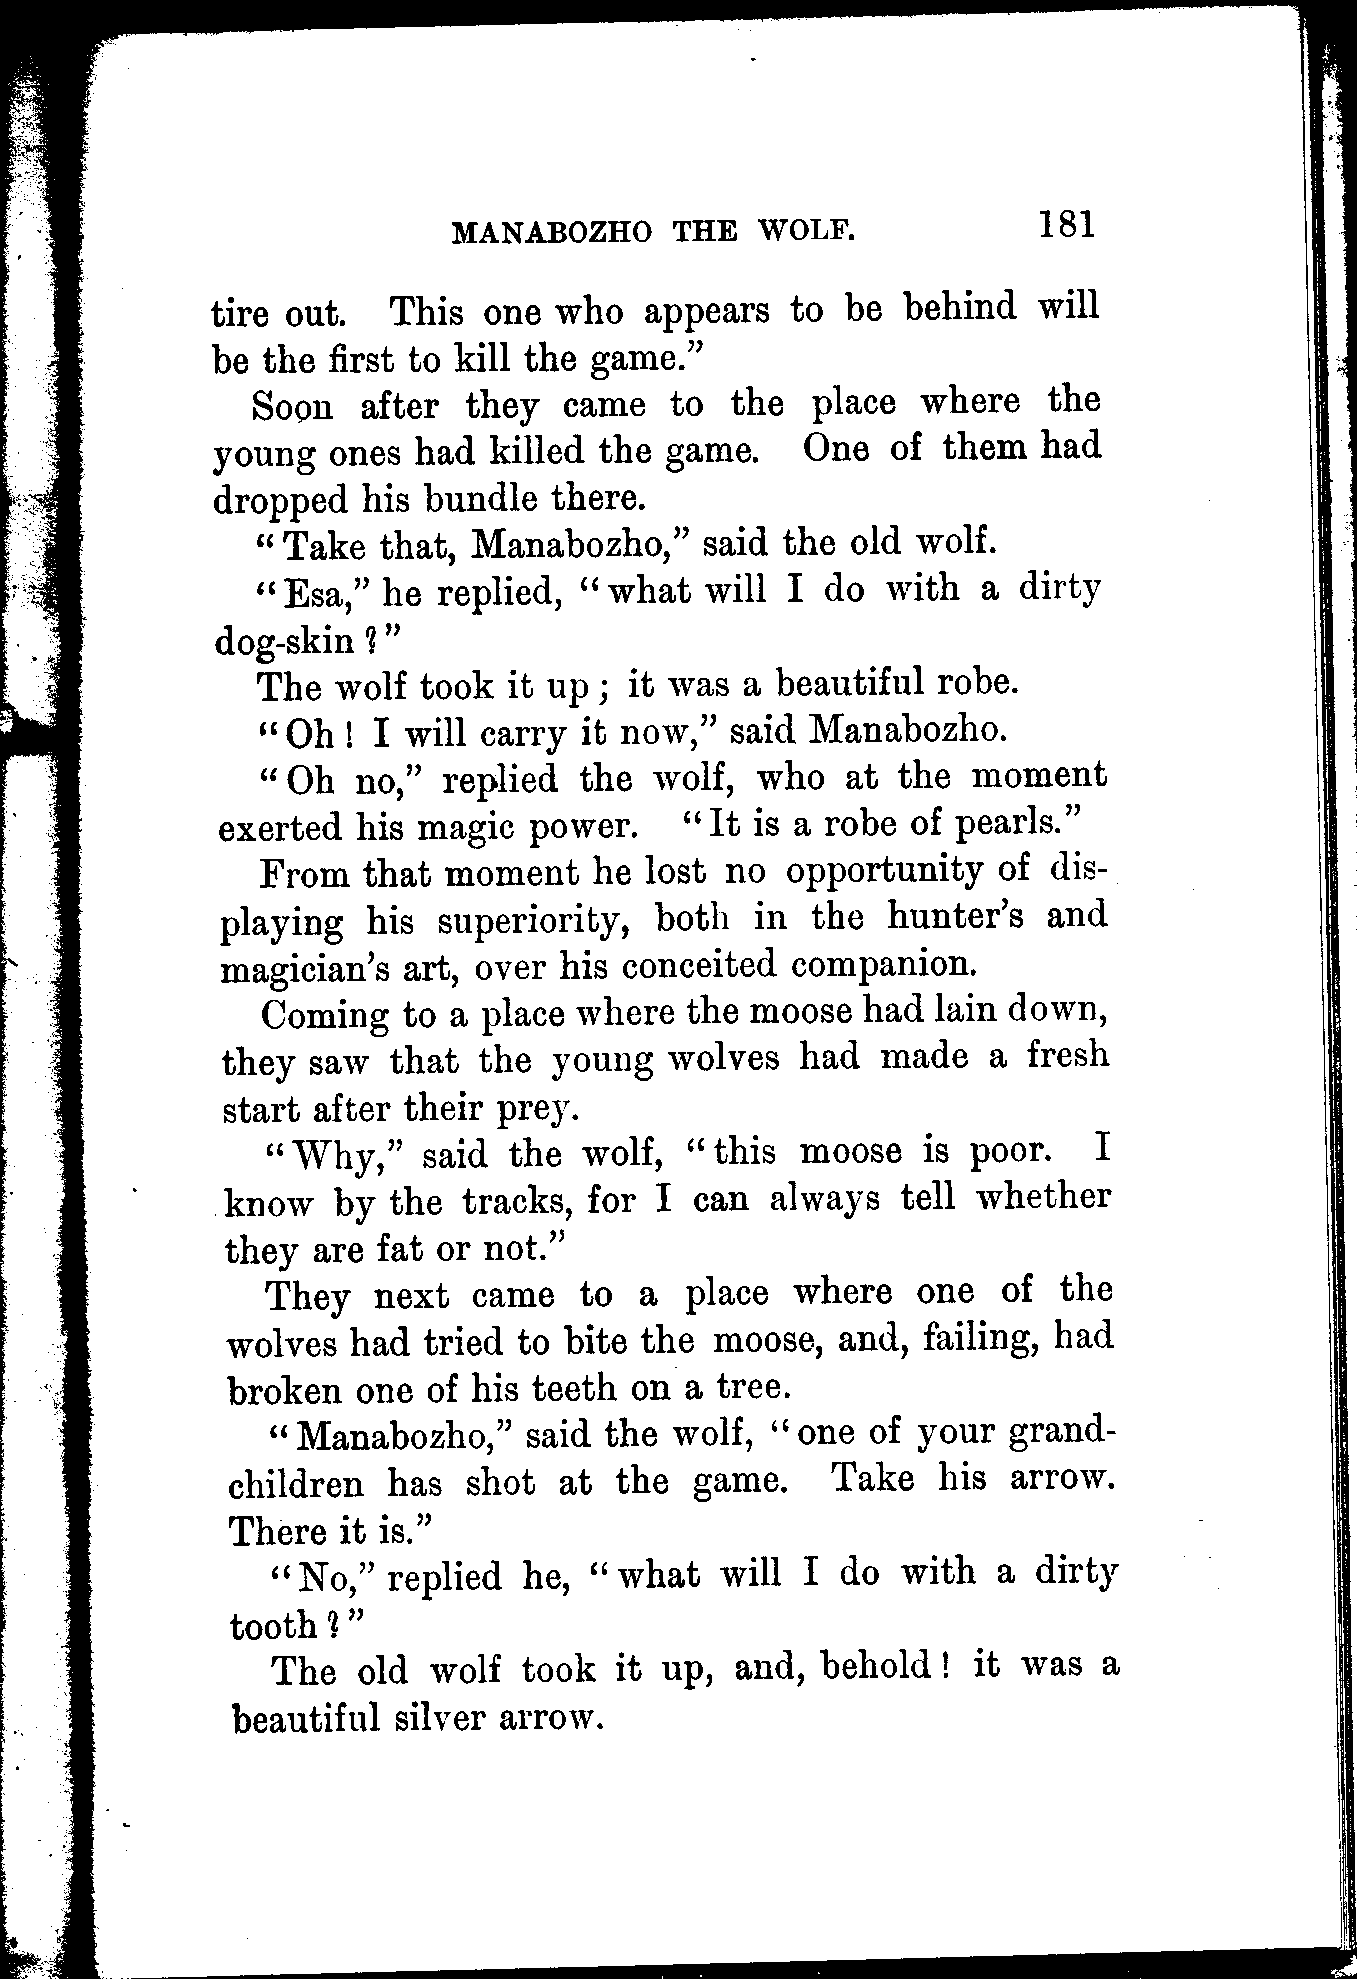 MANABOZHO THE WOLF. 181
tire out. This one who appears to be behind will
be the first to kill the game.”
Soon after they came to the place where the
young ones had killed the game. One of them had
dropped his bundle there.
“Take that, Manabozho,” said the old wolf.
“Esa,” he replied, “what will I do with a dirty
dog-skin?”
The wolf took it up; it was a beautiful robe.
“Oh! I will carry it now,” said Manabozho.
“Oh no,” replied the wolf, who at the moment
exerted his magic power. “It is a robe of pearls.”
From that moment he lost no opportunity of dis-
playing his superiority, both in the hunter’s and
magician’s art, over his conceited companion.
Coming to a place where the moose had lain down,
they saw that the young wolves had made a fresh
start after their prey.
“Why,” said the wolf, “this moose is poor. I
know by the tracks, for I can always tell whether
they are fat or not.”
They next came to a place where one of the
wolves had tried to bite the moose, and, failing, had
broken one of his teeth on a tree.
“Manabozho,” said the wolf, “one of your grand-
children has shot at the game. Take his arrow.
There it is.”
“No,” replied he, “what will I do with a dirty
tooth?”
The old wolf took it up, and, behold! it was a
beautiful silver arrow.